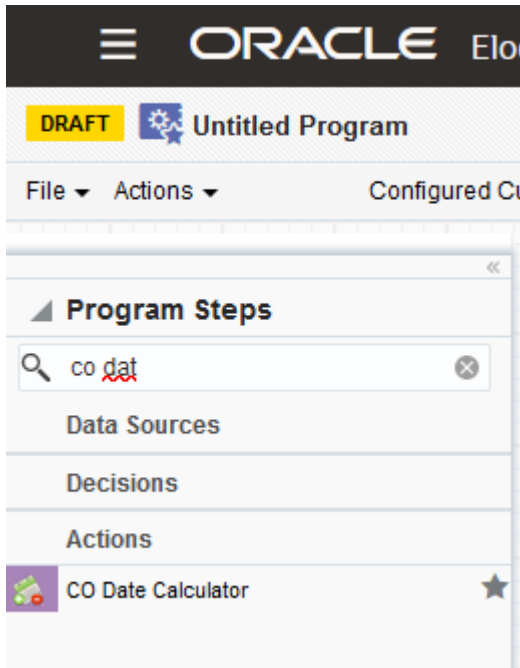 ORACLE Eloq
DRAFT Untitled Program
File Actions Configured Cu
Program Steps
co dat
Data Sources
Decisions
Actions
CO Date Calculator